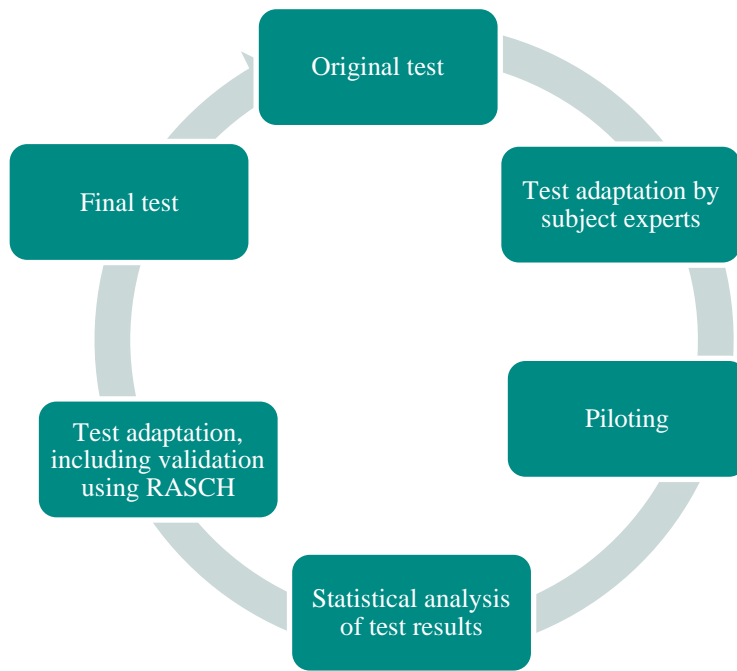 Original test
Test adaptation by
subject experts
Piloting
Statistical analysis
of test results
Test adaptation,
including validation
using RASCH
Final test